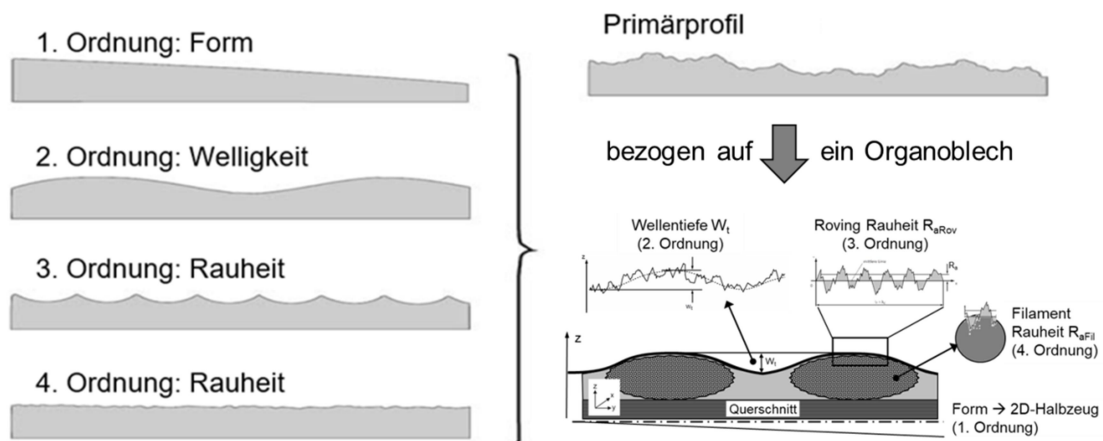 1. Ordnung: Form
2. Ordnung: Welligkeit
3. Ordnung: Rauheit
4. Ordnung: Rauheit
Primärprofil
bezogen auf
ein Organoblech
Wellentiefe Wt
(2. Ordnung)
Roving Rauheit RaRov
(3. Ordnung)
z
Wt
Ra
Filament
Rauheit RaFil
(4. Ordnung)
z
Wt
z
x
y
Querschnitt
Form → 2D-Halbzeug
(1. Ordnung)